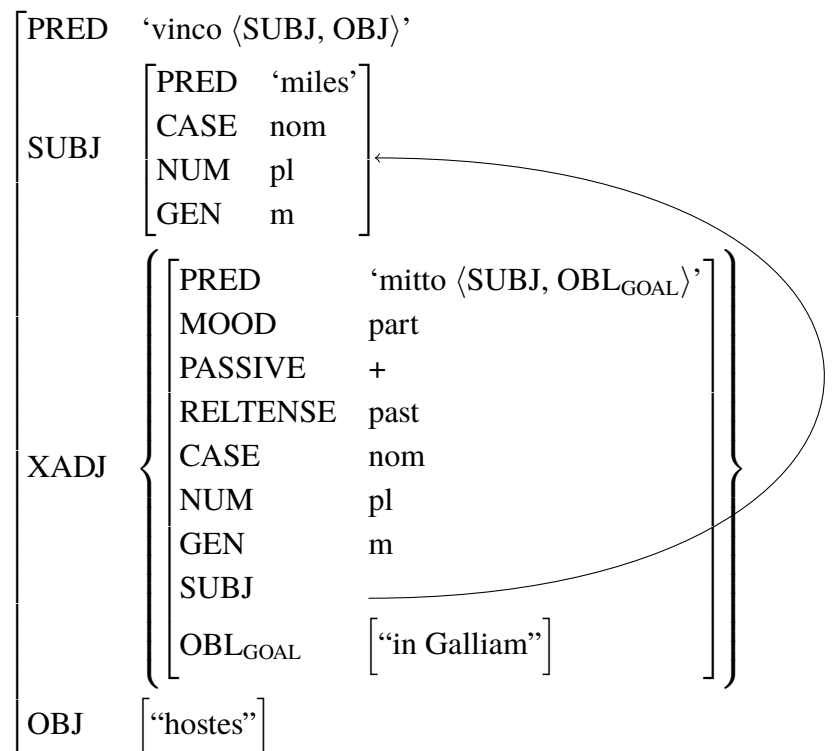 PRED ‘vinco ⟨SUBJ, OBJ⟩’
SUBJ
PRED ‘miles’
CASE nom
NUM pl
GEN m
XADJ
PRED ‘mitto ⟨SUBJ, OBL_GOAL⟩’
MOOD part
PASSIVE +
RELTENSE past
CASE nom
NUM pl
GEN m
SUBJ
OBL_GOAL “in Galliam”
OBJ “hostes”